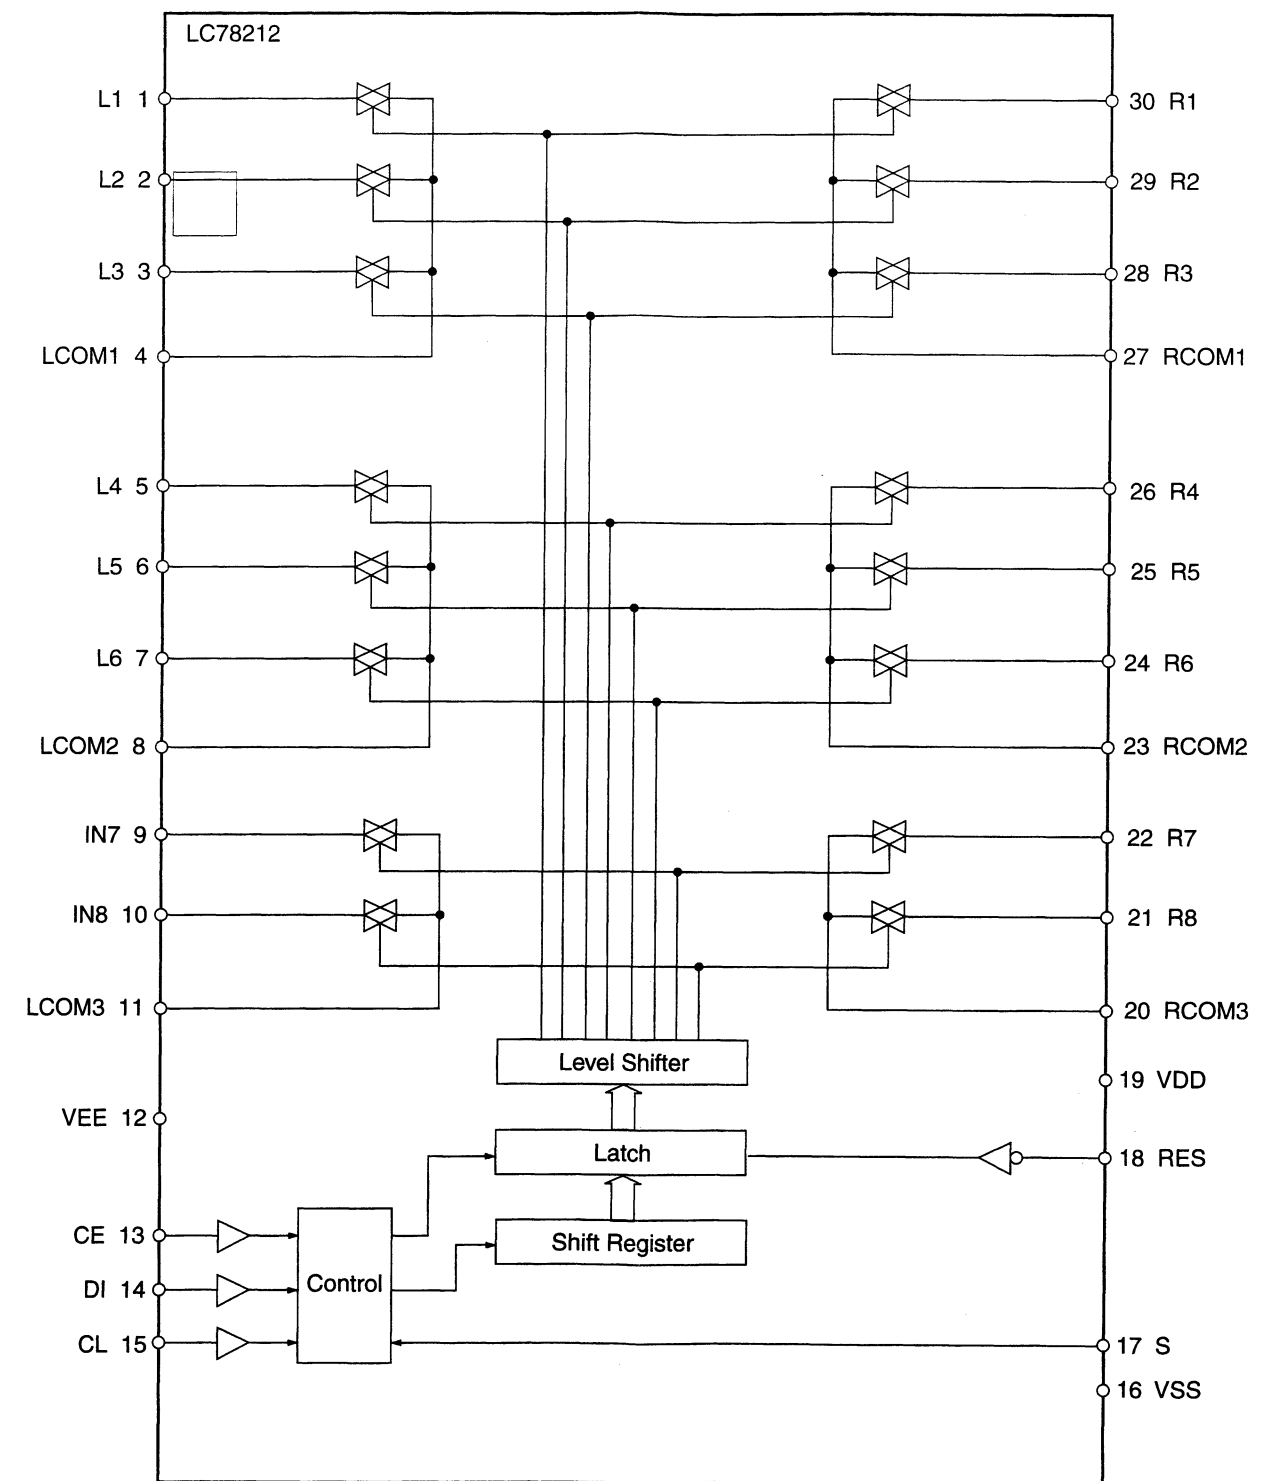 LC78212
L1 1
30 R1
L2 2
29 R2
L3 3
28 R3
LCOM1 4
27 RCOM1
L4 5
26 R4
L5 6
25 R5
L6 7
24 R6
LCOM2 8
23 RCOM2
IN7 9
22 R7
IN8 10
21 R8
LCOM3 11
20 RCOM3
Level Shifter
19 VDD
VEE 12
Latch
18 RES
CE 13
Shift Register
DI 14
Control
CL 15
17 S
16 VSS